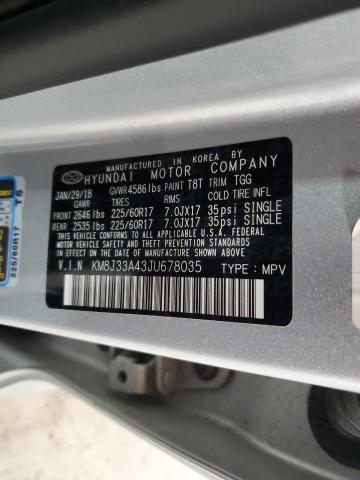 MANUFACTURED IN KOREA BY
HYUNDAI MOTOR COMPANY
JAN/29/18 GVWR 4586lbs PAINT T8T TRIM TGG
GAWR TIRES RIMS COLD TIRE INFL
FRONT 2646 lbs 225/60R17 7.0JX17 35psi SINGLE
REAR 2535 lbs 225/60R17 7.0JX17 35psi SINGLE
THIS VEHICLE CONFORMS TO ALL APPLICABLE
FEDERAL MOTOR VEHICLE SAFETY AND
THEFT PREVENTION STANDARDS IN EFFECT ON
THE DATE OF MANUFACTURE SHOWN ABOVE.
V.I.N KM8J33A43JU678035 TYPE : MPV
225/60R17 T5